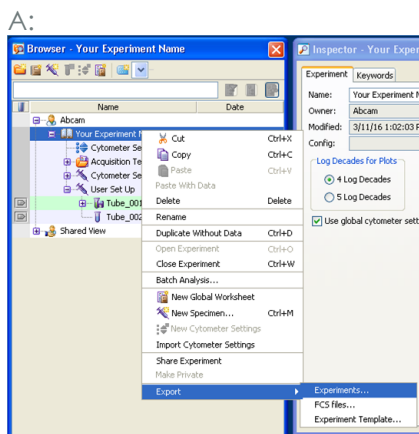 A:
Browser - Your Experiment Name
Inspector - Your Exper
Name Date
Abcam
Your Experiment N
Cytometer Se
Acquisition Te
Cytometer Se
User Set Up
Tube_001
Tube_002
Shared View
Cut Ctrl+X
Copy Ctrl+C
Paste Ctrl+V
Paste With Data
Delete Delete
Rename
Duplicate Without Data Ctrl+D
Open Experiment Ctrl+O
Close Experiment Ctrl+W
Batch Analysis...
New Global Worksheet
New Specimen... Ctrl+M
New Cytometer Settings
Import Cytometer Settings
Share Experiment
Make Private
Export
Experiments...
FCS files...
Experiment Template...
Experiment Keywords
Name: Your Experiment N
Owner: Abcam
Modified: 3/11/16 1:02:03 P
Config:
Log Decades for Plots
4 Log Decades
5 Log Decades
Use global cytometer sett